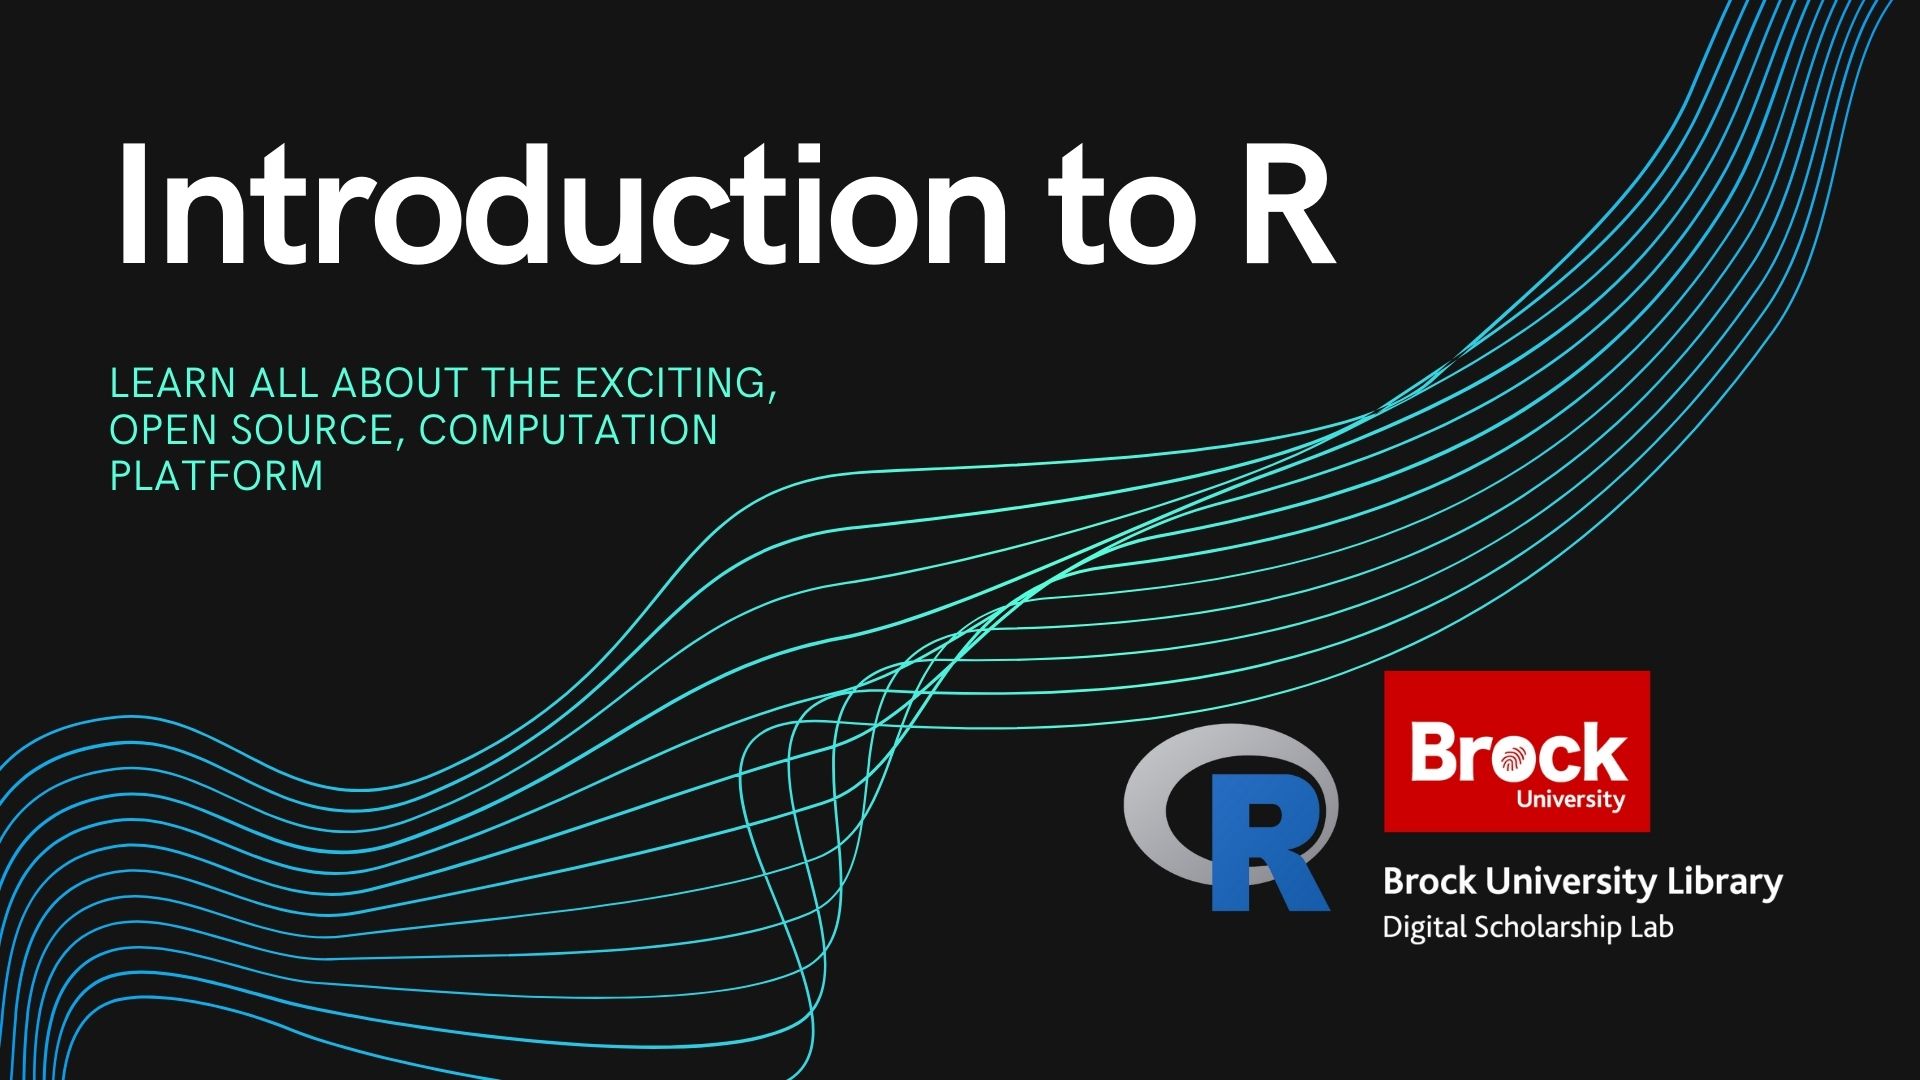 Introduction to R
LEARN ALL ABOUT THE EXCITING,
OPEN SOURCE, COMPUTATION
PLATFORM
R
Brock
University
Brock University Library
Digital Scholarship Lab